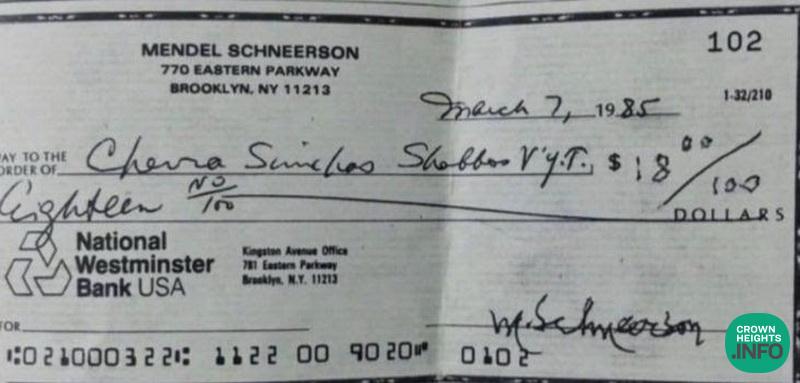 MENDEL SCHNEERSON
770 EASTERN PARKWAY
BROOKLYN, NY 11213
102
March 7, 1985
1-32/210
AY TO THE
ORDER OF Chevra Simchas Shabbos V'Y.T. $ 18 00/100
Eighteen NO/100 DOLLARS
National
Westminster
Bank USA
Kingston Avenue Office
781 Eastern Parkway
Brooklyn, N.Y. 11213
FOR
M. Schneerson
⑆021000322⑆ 1122 00 9020⑈ 0102
CROWN
HEIGHTS
.INFO